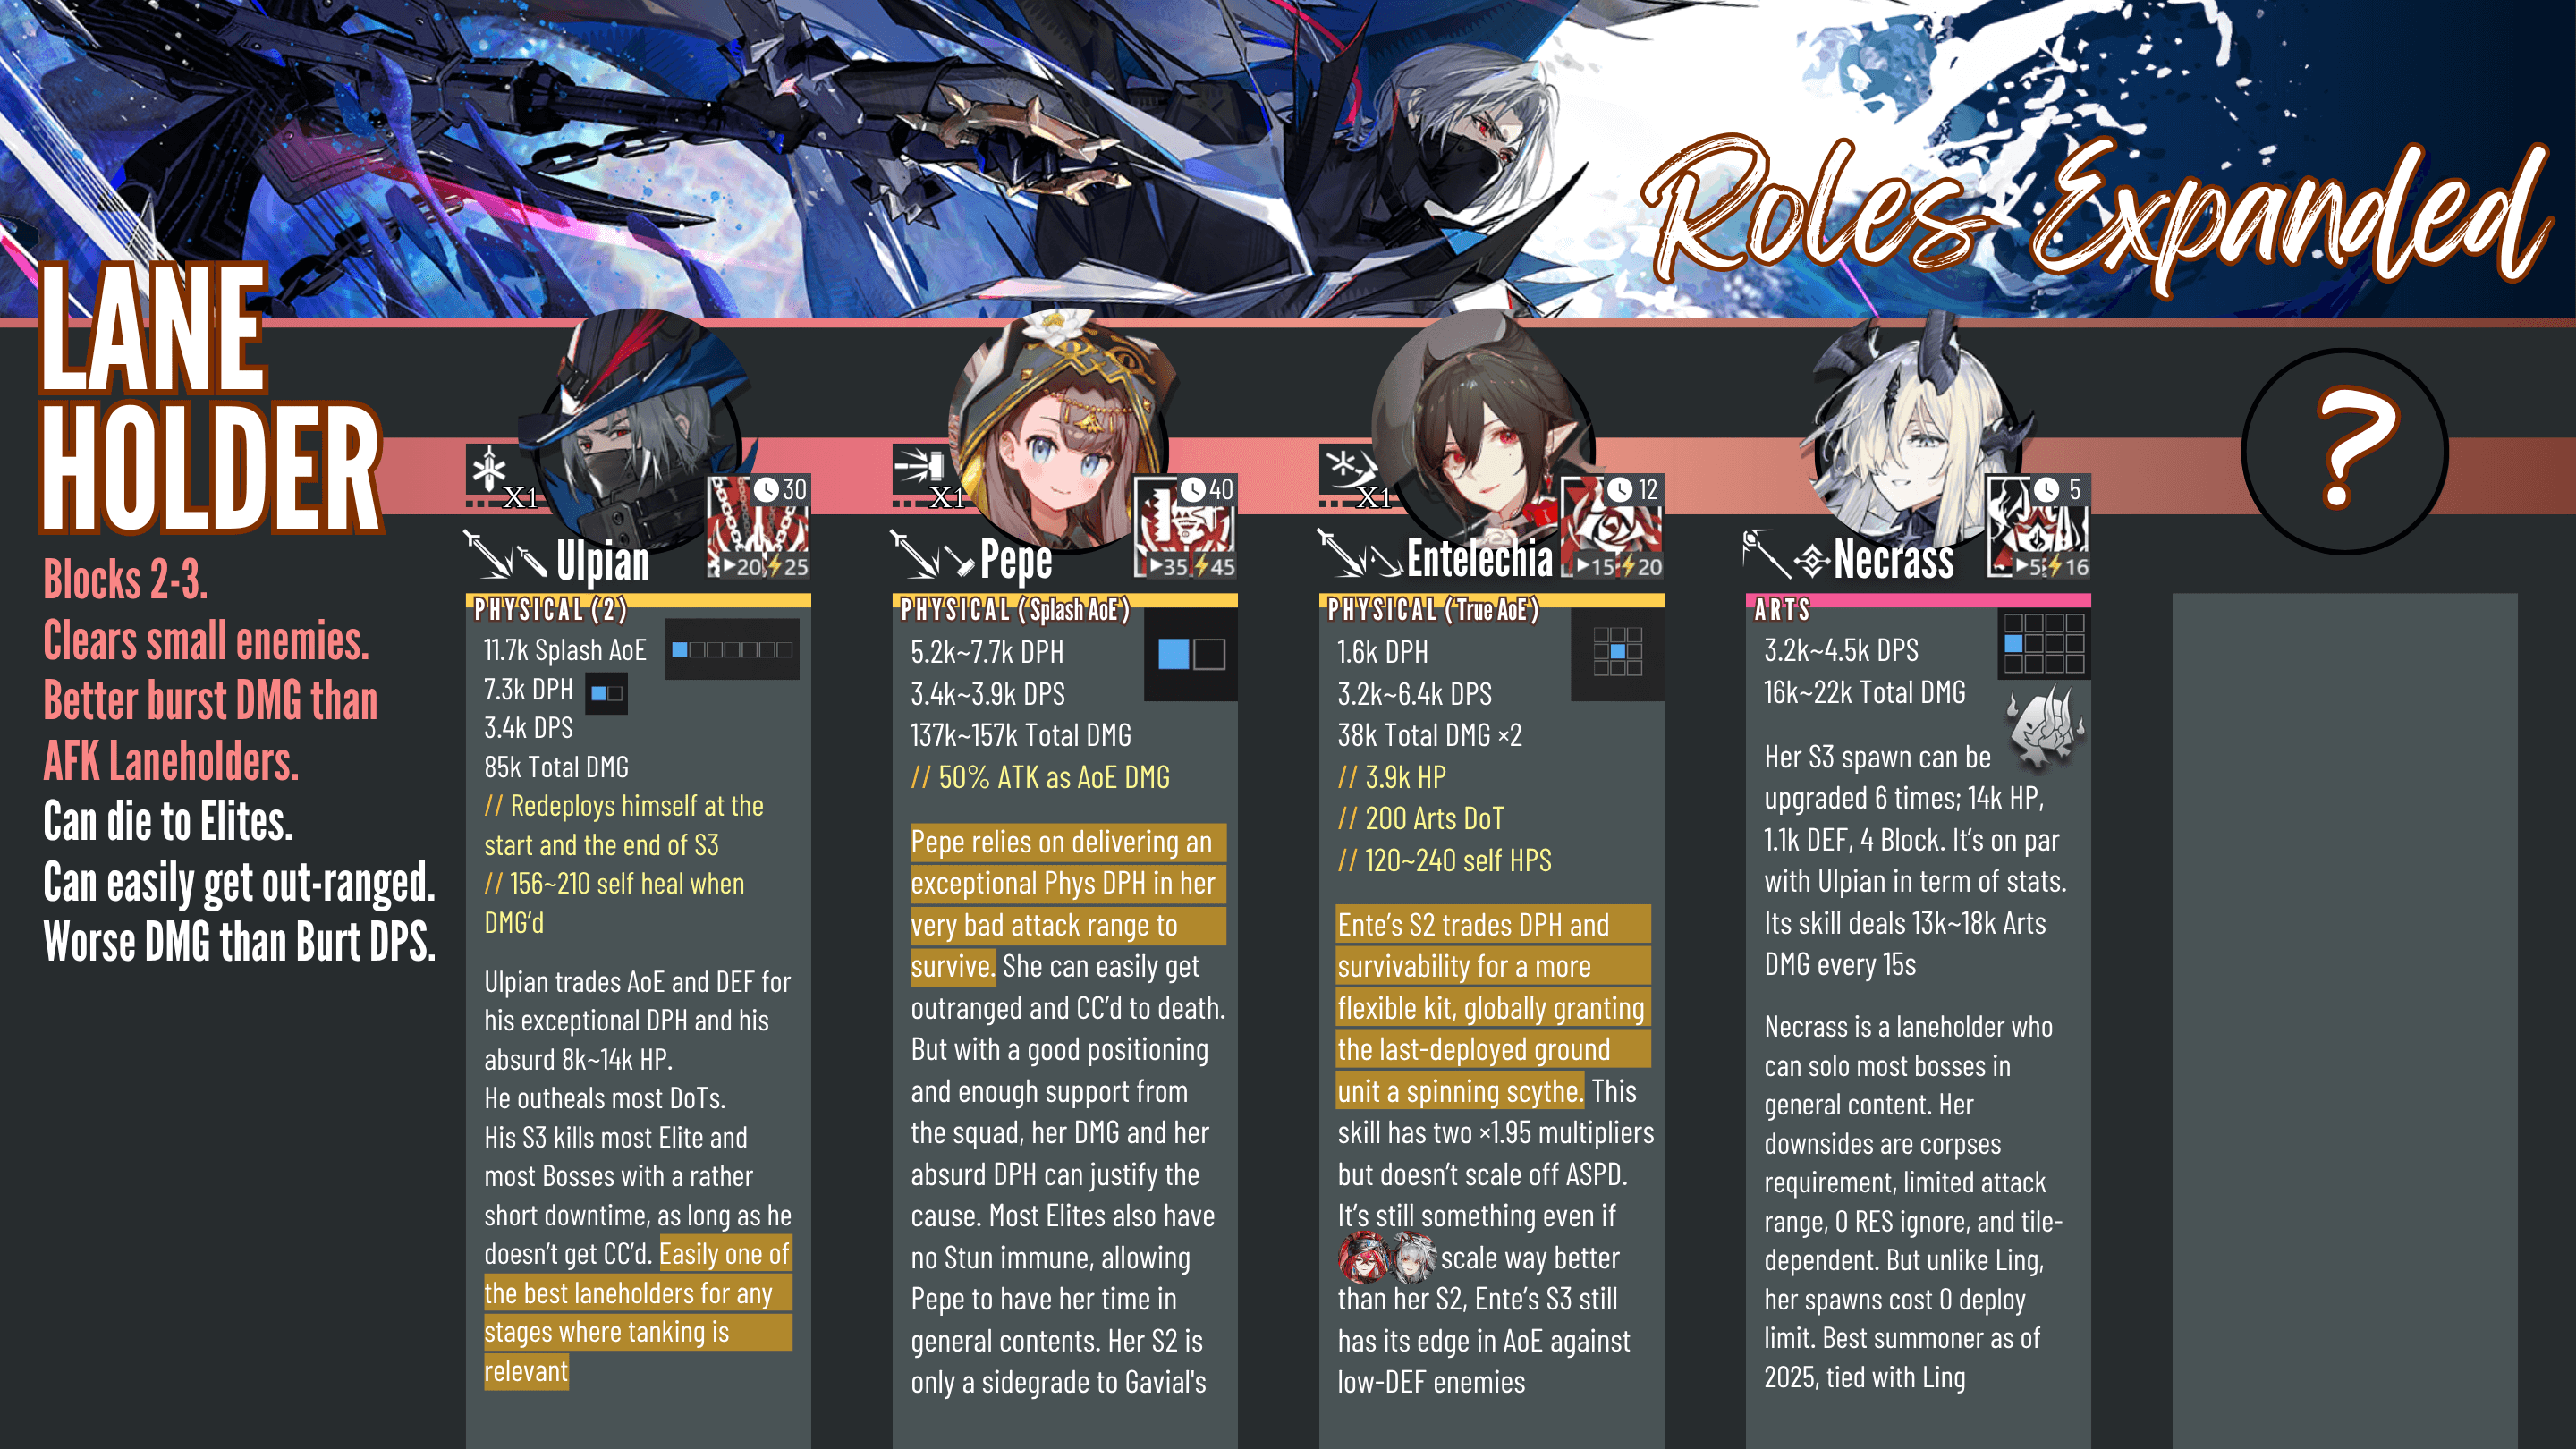 Roles Expanded
LANE
HOLDER
Blocks 2-3.
Clears small enemies.
Better burst DMG than
AFK Laneholders.
Can die to Elites.
Can easily get out-ranged.
Worse DMG than Burt DPS.
X1
30
▶20 ⚡25
Ulpian
PHYSICAL (2)
11.7k Splash AoE
7.3k DPH
3.4k DPS
85k Total DMG
// Redeploys himself at the
start and the end of S3
// 156~210 self heal when
DMG'd
Ulpian trades AoE and DEF for
his exceptional DPH and his
absurd 8k~14k HP.
He outheals most DoTs.
His S3 kills most Elite and
most Bosses with a rather
short downtime, as long as he
doesn't get CC'd. Easily one of
the best laneholders for any
stages where tanking is
relevant
X1
40
▶35 ⚡45
Pepe
PHYSICAL (Splash AoE)
5.2k~7.7k DPH
3.4k~3.9k DPS
137k~157k Total DMG
// 50% ATK as AoE DMG
Pepe relies on delivering an
exceptional Phys DPH in her
very bad attack range to
survive. She can easily get
outranged and CC'd to death.
But with a good positioning
and enough support from
the squad, her DMG and her
absurd DPH can justify the
cause. Most Elites also have
no Stun immune, allowing
Pepe to have her time in
general contents. Her S2 is
only a sidegrade to Gavial's
X1
12
▶15 ⚡20
Entelechia
PHYSICAL (True AoE)
1.6k DPH
3.2k~6.4k DPS
38k Total DMG ×2
// 3.9k HP
// 200 Arts DoT
// 120~240 self HPS
Ente's S2 trades DPH and
survivability for a more
flexible kit, globally granting
the last-deployed ground
unit a spinning scythe. This
skill has two ×1.95 multipliers
but doesn't scale off ASPD.
It's still something even if
scale way better
than her S2, Ente's S3 still
has its edge in AoE against
low-DEF enemies
5
▶5 ⚡16
Necrass
ARTS
3.2k~4.5k DPS
16k~22k Total DMG
Her S3 spawn can be
upgraded 6 times; 14k HP,
1.1k DEF, 4 Block. It's on par
with Ulpian in term of stats.
Its skill deals 13k~18k Arts
DMG every 15s
Necrass is a laneholder who
can solo most bosses in
general content. Her
downsides are corpses
requirement, limited attack
range, 0 RES ignore, and tile-
dependent. But unlike Ling,
her spawns cost 0 deploy
limit. Best summoner as of
2025, tied with Ling
?